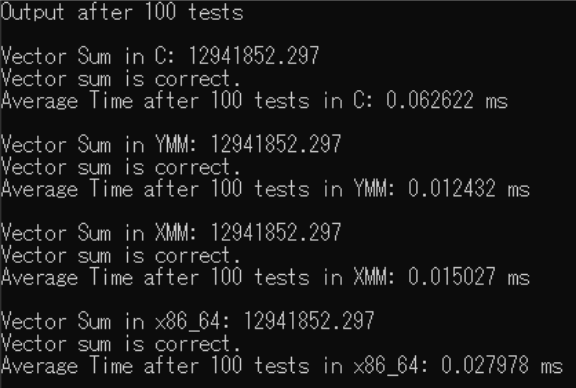 Output after 100 tests
Vector Sum in C: 12941852.297
Vector sum is correct.
Average Time after 100 tests in C: 0.062622 ms
Vector Sum in YMM: 12941852.297
Vector sum is correct.
Average Time after 100 tests in YMM: 0.012432 ms
Vector Sum in XMM: 12941852.297
Vector sum is correct.
Average Time after 100 tests in XMM: 0.015027 ms
Vector Sum in x86_64: 12941852.297
Vector sum is correct.
Average Time after 100 tests in x86_64: 0.027978 ms